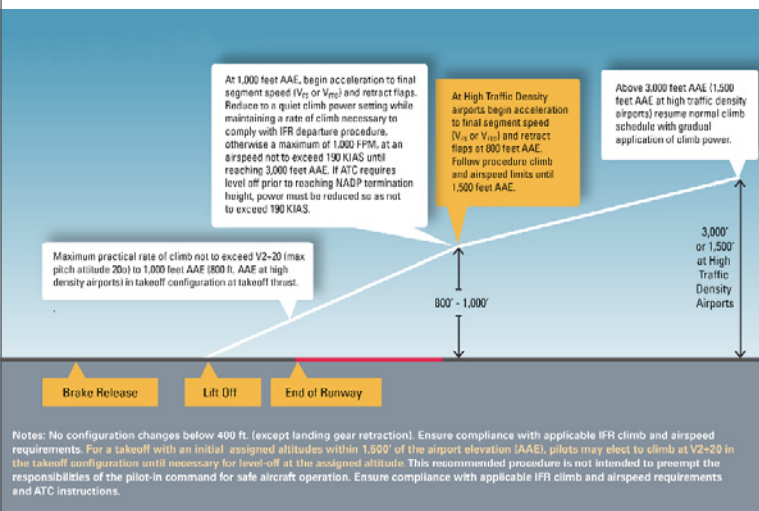 At 1,000 feet AAE, begin acceleration to final
segment speed (VFS or VFTO) and retract flaps.
Reduce to a quiet climb power setting while
maintaining a rate of climb necessary to
comply with IFR departure procedure,
otherwise a maximum of 1,000 FPM, at an
airspeed not to exceed 190 KIAS until
reaching 3,000 feet AAE. If ATC requires
level off prior to reaching NADP termination
height, power must be reduced so as not
to exceed 190 KIAS.
At High Traffic Density
airports begin acceleration
to final segment speed
and retract
flaps at 800 feet AAE.
Follow procedure climb
and airspeed limits until
1,500 feet AAE.
Above 3,000 feet AAE (1,500
feet AAE at high traffic density
airports) resume normal climb
schedule with gradual
application of climb power.
Maximum practical rate of climb not to exceed V2+20 (max
pitch attitude 20o) to 1,000 feet AAE (800 ft. AAE at high
density airports) in takeoff configuration at takeoff thrust.
.
800' - 1,000'
3,000'
or 1,500'
at High
Traffic
Density
Airports
Brake Release
Lift Off
End of Runway
Notes: No configuration changes below 400 ft. (except landing gear retraction). Ensure compliance with applicable IFR climb and airspeed
requirements. For a takeoff with an initial assigned altitudes within 1,500' of the airport elevation (AAE), pilots may elect to climb at V2+20 in
the takeoff configuration until necessary for level-off at the assigned altitude. This recommended procedure is not intended to preempt the
responsibilities of the pilot-in command for safe aircraft operation. Ensure compliance with applicable IFR climb and airspeed requirements
and ATC instructions.